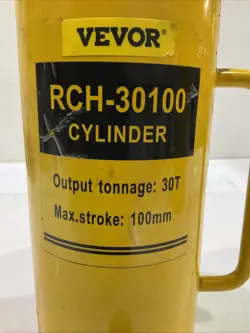 VEVOR®
RCH-30100
CYLINDER
Output tonnage: 30T
Max.stroke: 100mm